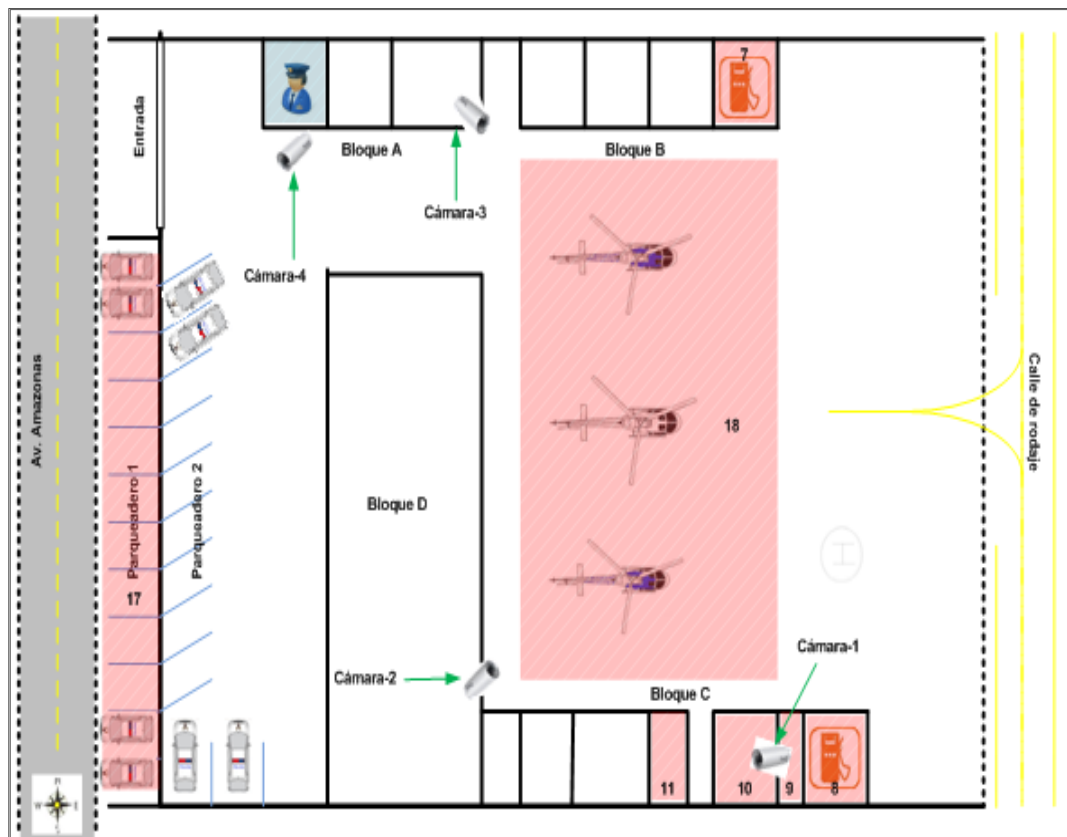 7
Entrada
Bloque A
Bloque B
Cámara-3
Cámara-4
Av. Amazonas
Calle de rodaje
18
Bloque D
Parqueadero 1
Parqueadero 2
17
H
Cámara-1
Cámara-2
Bloque C
11
10
9
8
W
E